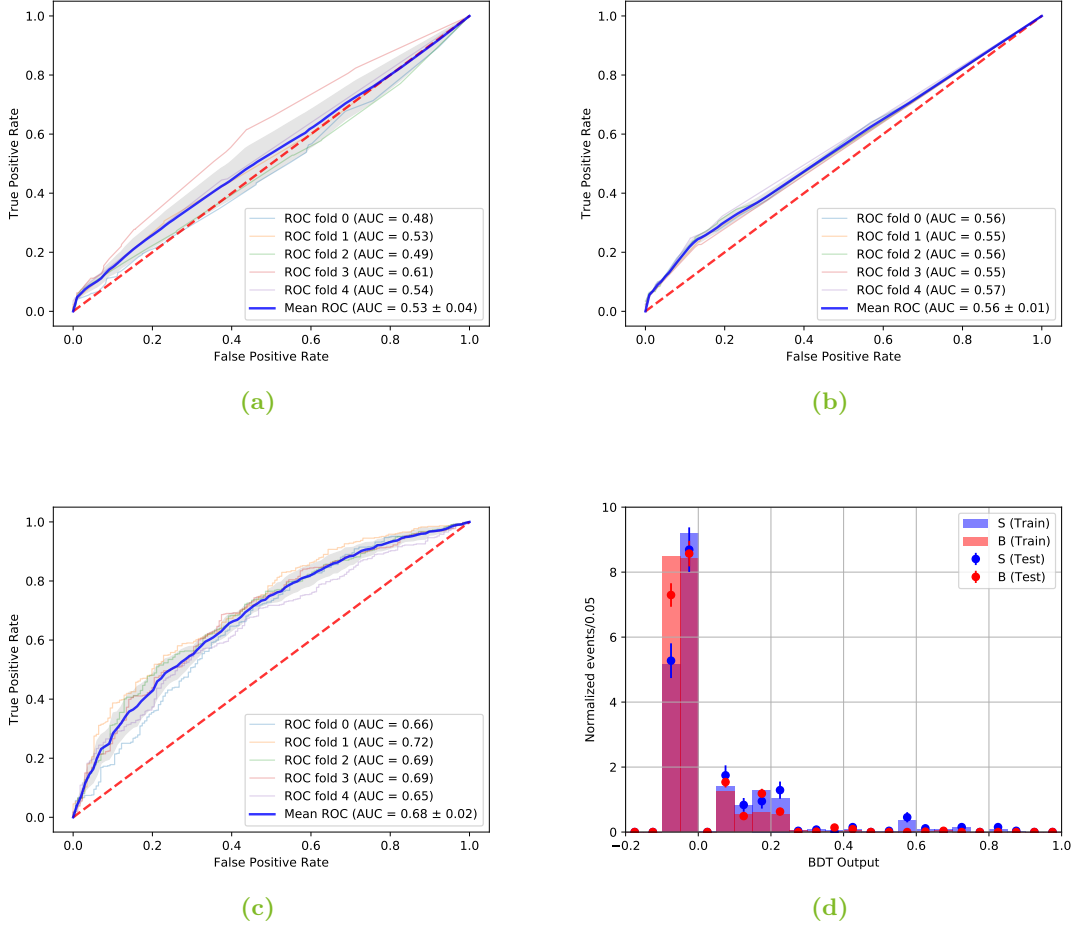 1.0
0.8
0.6
0.4
0.2
0.0
True Positive Rate
ROC fold 0 (AUC = 0.48)
ROC fold 1 (AUC = 0.53)
ROC fold 2 (AUC = 0.49)
ROC fold 3 (AUC = 0.61)
ROC fold 4 (AUC = 0.54)
Mean ROC (AUC = 0.53 ± 0.04)
0.0 0.2 0.4 0.6 0.8 1.0
False Positive Rate
(a)
1.0
0.8
0.6
0.4
0.2
0.0
True Positive Rate
ROC fold 0 (AUC = 0.56)
ROC fold 1 (AUC = 0.55)
ROC fold 2 (AUC = 0.56)
ROC fold 3 (AUC = 0.55)
ROC fold 4 (AUC = 0.57)
Mean ROC (AUC = 0.56 ± 0.01)
0.0 0.2 0.4 0.6 0.8 1.0
False Positive Rate
(b)
1.0
0.8
0.6
0.4
0.2
0.0
True Positive Rate
ROC fold 0 (AUC = 0.66)
ROC fold 1 (AUC = 0.72)
ROC fold 2 (AUC = 0.69)
ROC fold 3 (AUC = 0.69)
ROC fold 4 (AUC = 0.65)
Mean ROC (AUC = 0.68 ± 0.02)
0.0 0.2 0.4 0.6 0.8 1.0
False Positive Rate
(c)
10
8
6
4
2
0
Normalized events/0.05
S (Train)
B (Train)
S (Test)
B (Test)
−0.2 0.0 0.2 0.4 0.6 0.8 1.0
BDT Output
(d)